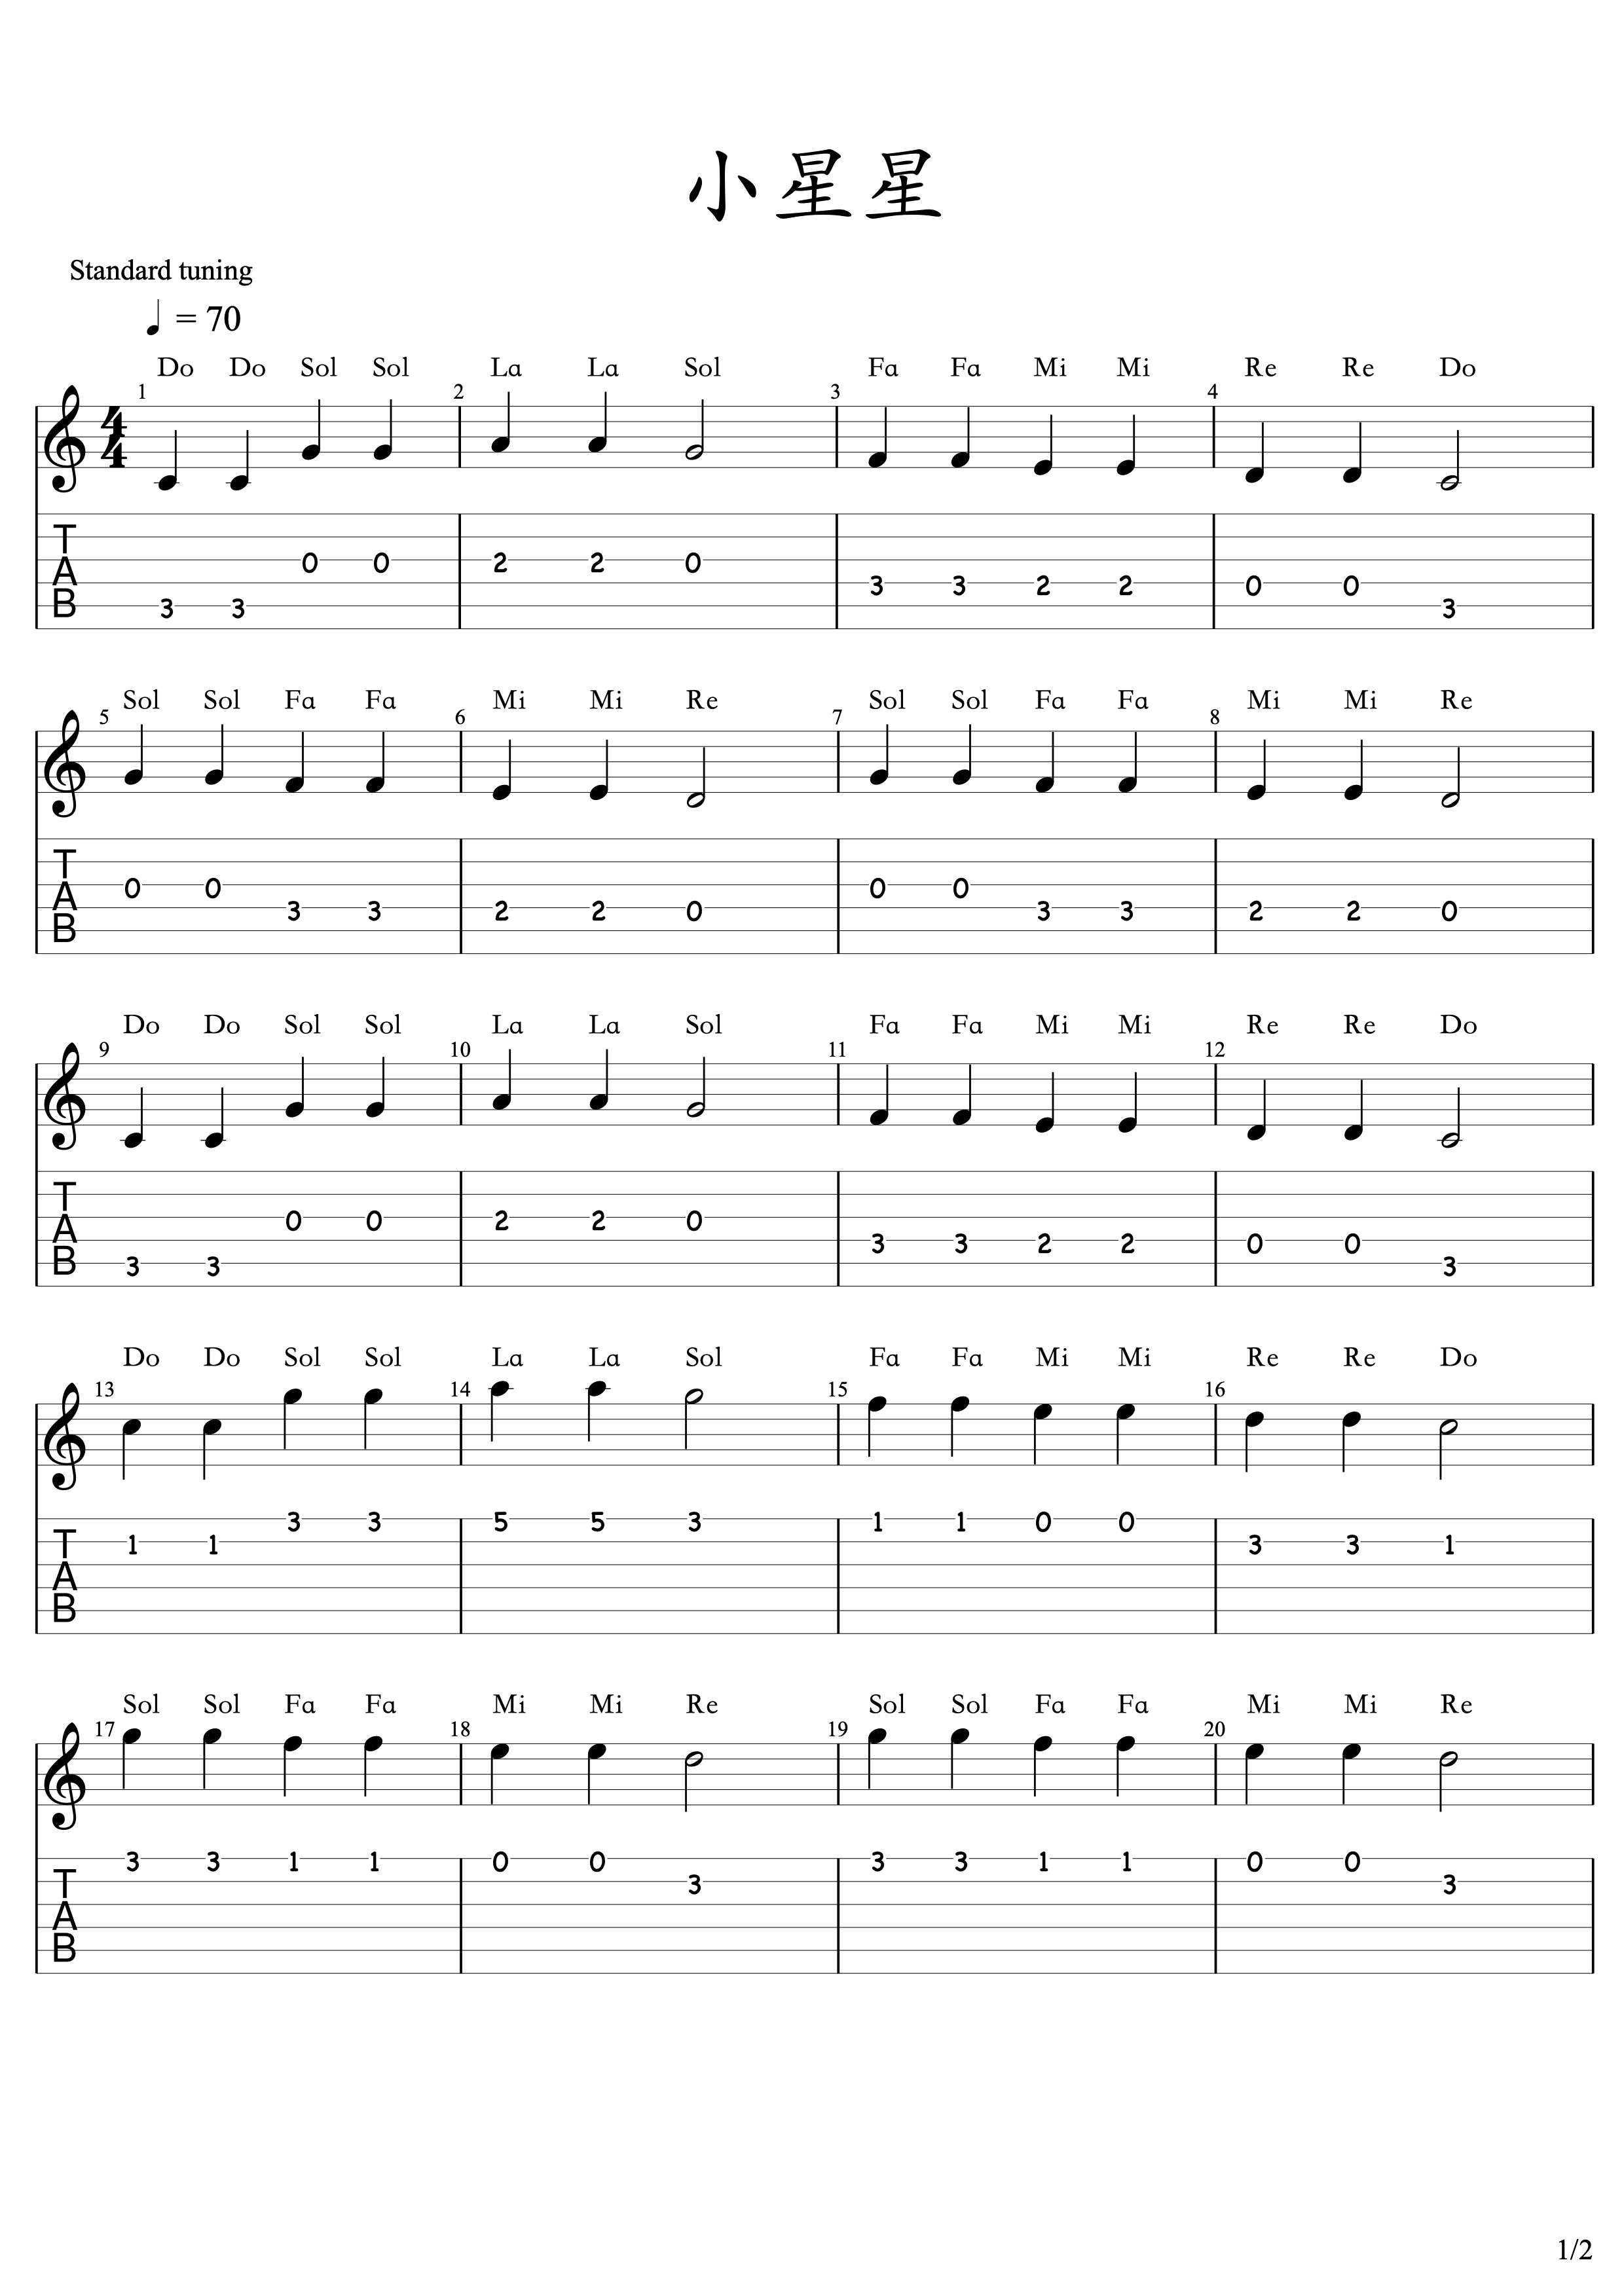 小星星
Standard tuning
= 70
Do Do Sol Sol La La Sol Fa Fa Mi Mi Re Re Do
1 2 3 4
4
4
T
A
B
0 0 2 2 0
3 3 2 2 0 0
3 3 3
Sol Sol Fa Fa Mi Mi Re Sol Sol Fa Fa Mi Mi Re
5 6 7 8
T
A
B
0 0 0 0
3 3 2 2 0 3 3 2 2 0
Do Do Sol Sol La La Sol Fa Fa Mi Mi Re Re Do
9 10 11 12
T
A
B
0 0 2 2 0
3 3 2 2 0 0
3 3 3
Do Do Sol Sol La La Sol Fa Fa Mi Mi Re Re Do
13 14 15 16
T
A
B
3 3 5 5 3 1 1 0 0
1 1 3 3 1
Sol Sol Fa Fa Mi Mi Re Sol Sol Fa Fa Mi Mi Re
17 18 19 20
T
A
B
3 3 1 1 0 0 3 3 1 1 0 0
3 3
1/2